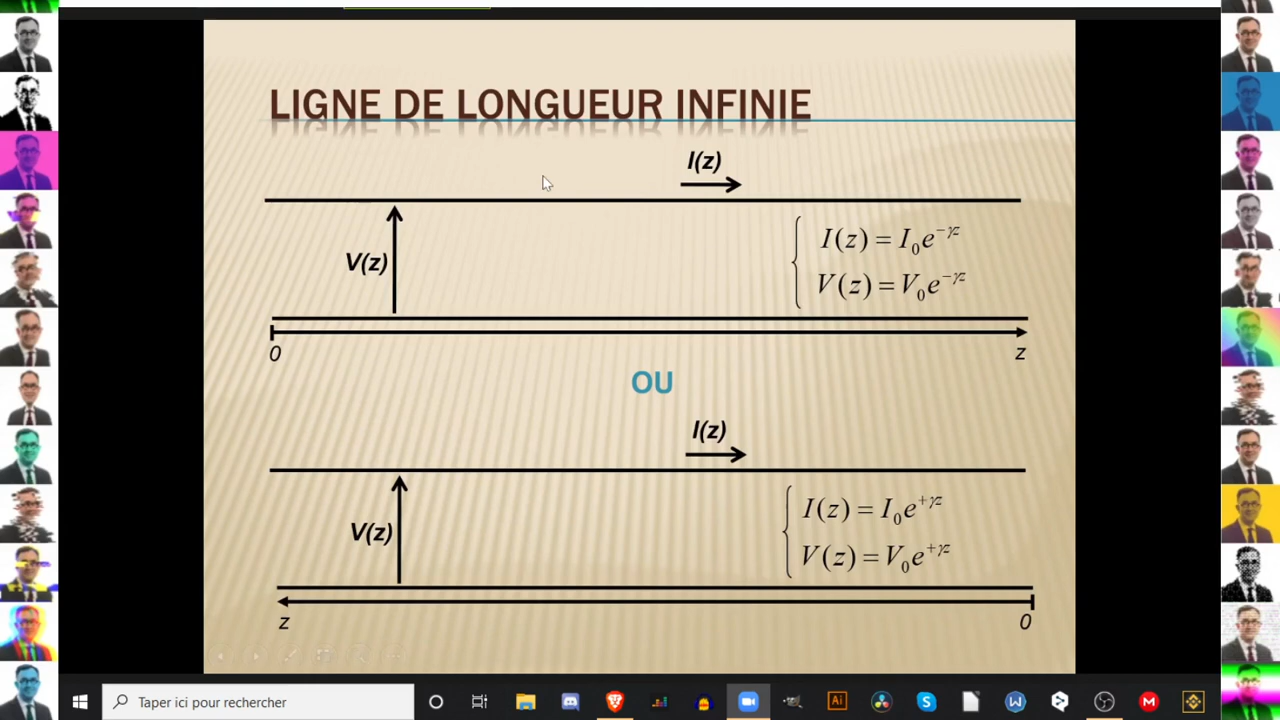 LIGNE DE LONGUEUR INFINIE
I(z)
V(z)
I(z) = I₀e^{-γz}
V(z) = V₀e^{-γz}
0
z
OU
I(z)
V(z)
I(z) = I₀e^{+γz}
V(z) = V₀e^{+γz}
z
0
Taper ici pour rechercher
Ai